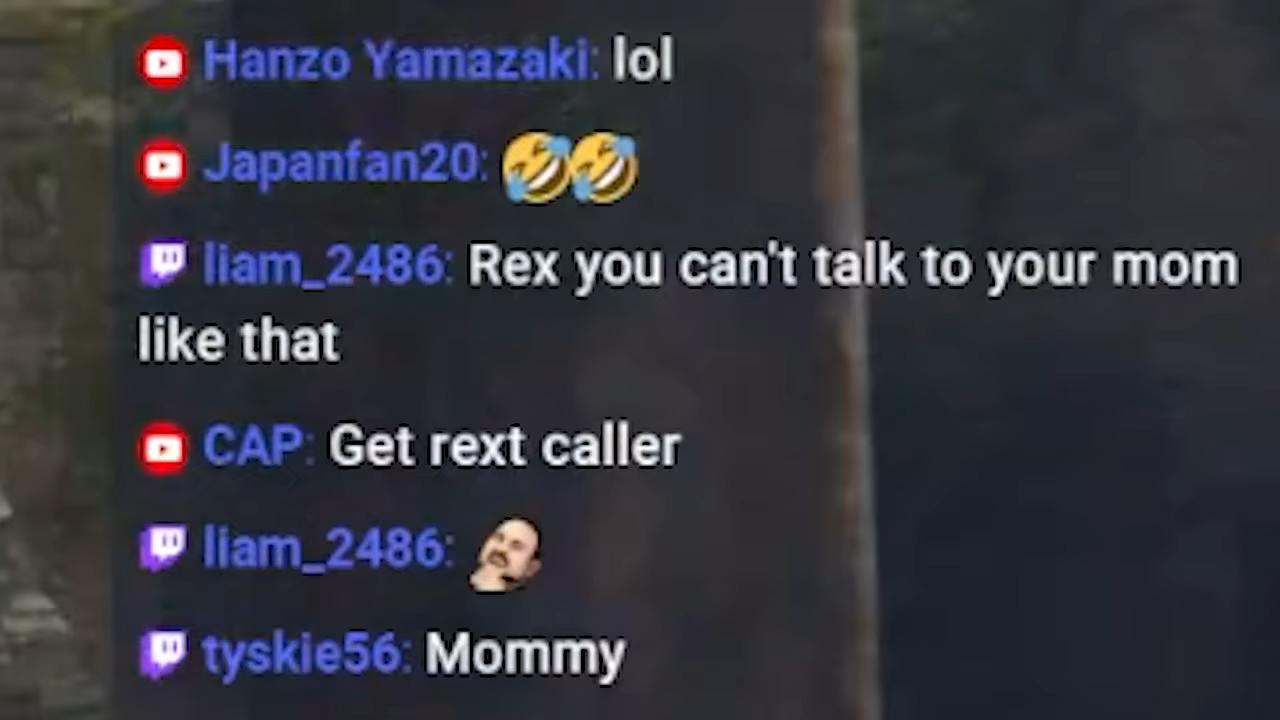 Hanzo Yamazaki: lol
Japanfan20: 🤣🤣
liam_2486: Rex you can't talk to your mom
like that
CAP: Get rext caller
liam_2486:
tyskie56: Mommy